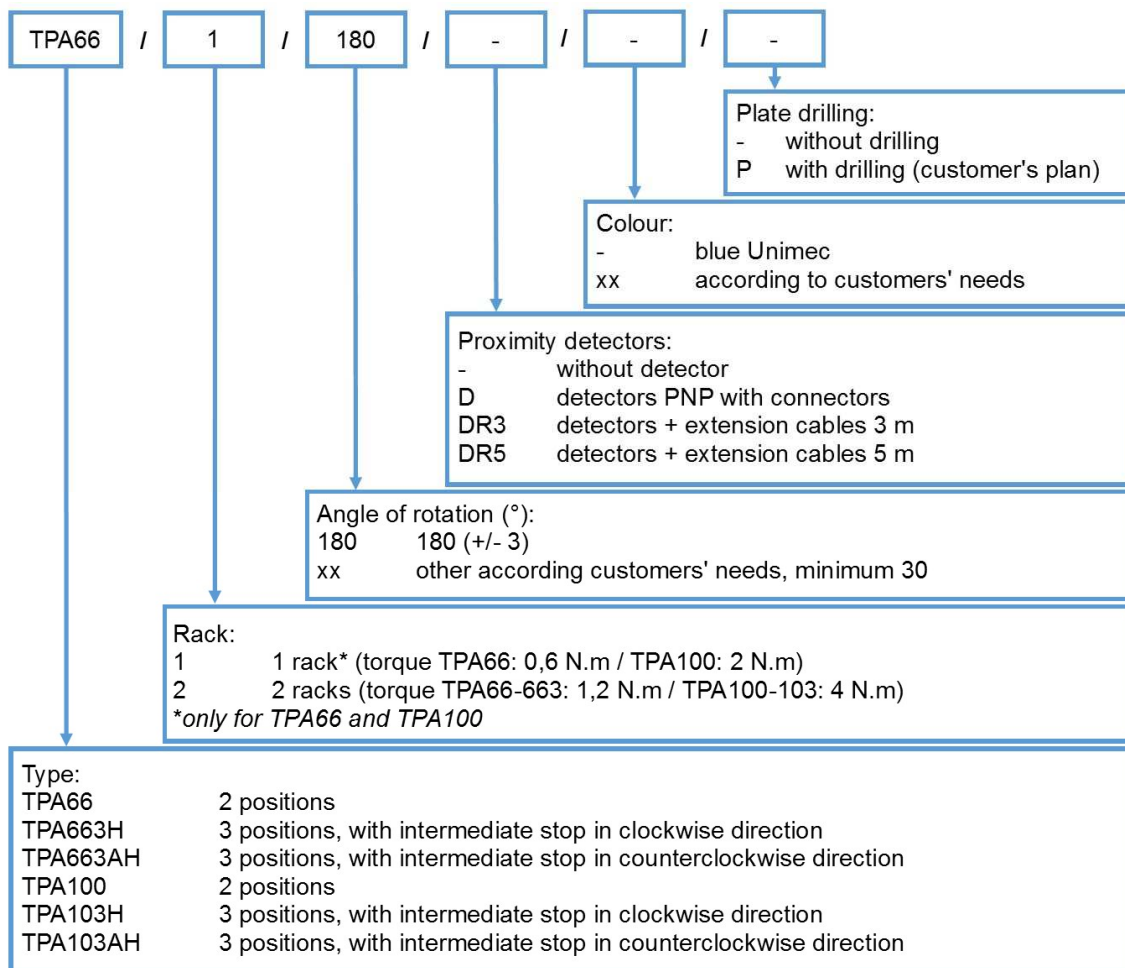 TPA66 / 1 / 180 / - / - / -
Plate drilling:
- without drilling
P with drilling (customer's plan)
Colour:
- blue Unimec
xx according to customers' needs
Proximity detectors:
- without detector
D detectors PNP with connectors
DR3 detectors + extension cables 3 m
DR5 detectors + extension cables 5 m
Angle of rotation (°):
180 180 (+/- 3)
xx other according customers' needs, minimum 30
Rack:
1 1 rack* (torque TPA66: 0,6 N.m / TPA100: 2 N.m)
2 2 racks (torque TPA66-663: 1,2 N.m / TPA100-103: 4 N.m)
*only for TPA66 and TPA100
Type:
TPA66 2 positions
TPA663H 3 positions, with intermediate stop in clockwise direction
TPA663AH 3 positions, with intermediate stop in counterclockwise direction
TPA100 2 positions
TPA103H 3 positions, with intermediate stop in clockwise direction
TPA103AH 3 positions, with intermediate stop in counterclockwise direction